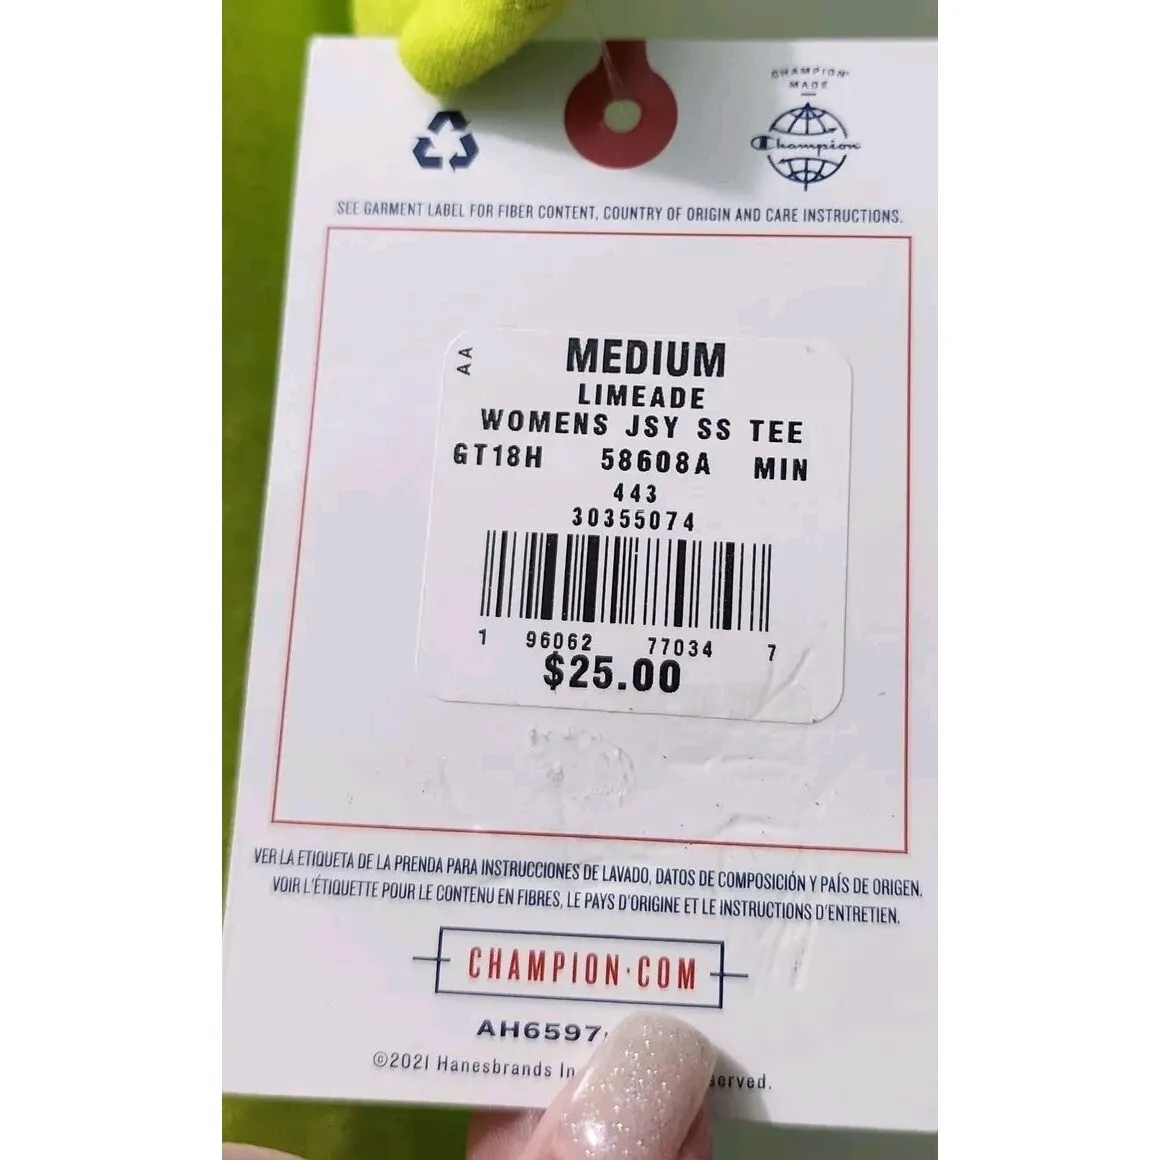 CHAMPION
MADE
Champion
SEE GARMENT LABEL FOR FIBER CONTENT, COUNTRY OF ORIGIN AND CARE INSTRUCTIONS.
AA
MEDIUM
LIMEADE
WOMENS JSY SS TEE
GT18H 58608A MIN
443
30355074
1 96062 77034 7
$25.00
VER LA ETIQUETA DE LA PRENDA PARA INSTRUCCIONES DE LAVADO, DATOS DE COMPOSICIÓN Y PAÍS DE ORIGEN.
VOIR L'ÉTIQUETTE POUR LE CONTENU EN FIBRES, LE PAYS D'ORIGINE ET LE INSTRUCTIONS D'ENTRETIEN.
CHAMPION·COM
AH6597
©2021 Hanesbrands In served.